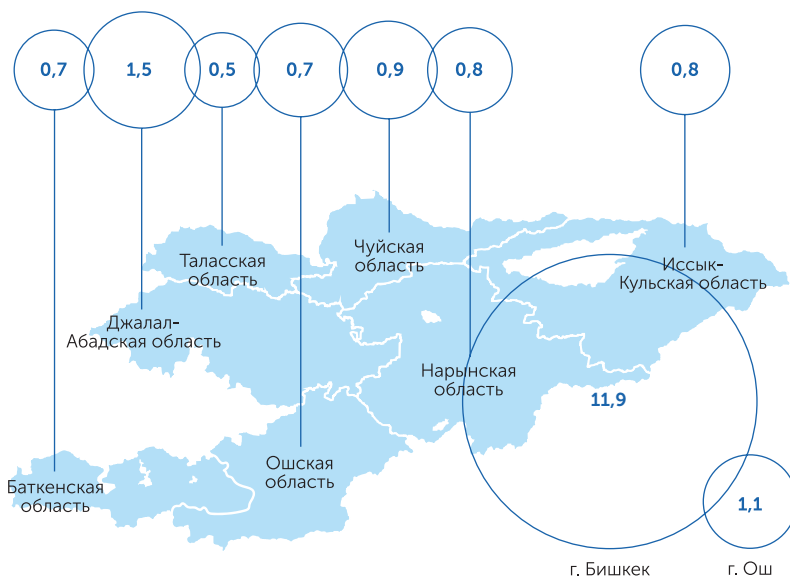 0,7
1,5
0,5
0,7
0,9
0,8
0,8
Таласская
область
Чуйская
область
Иссык-
Кульская область
Джалал-
Абадская область
Нарынская
область
11,9
Ошская
область
Баткенская
область
1,1
г. Бишкек
г. Ош